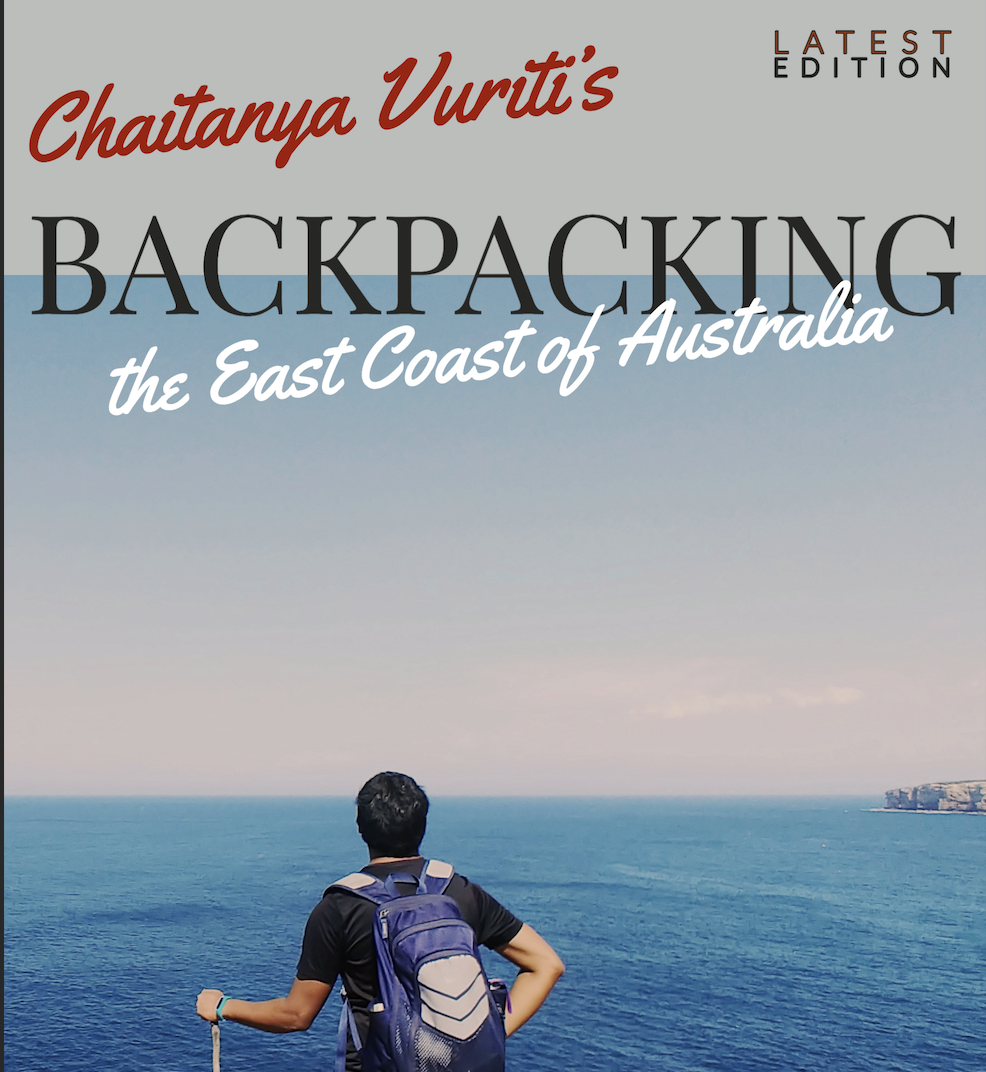 LATEST
EDITION
Chaitanya Vuriti's
BACKPACKING
the East Coast of Australia